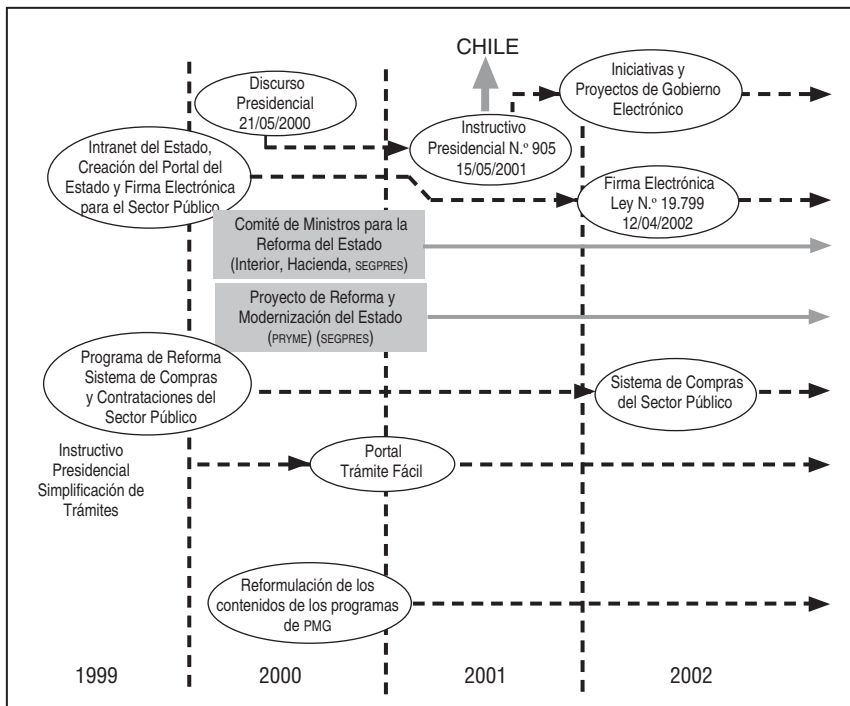 CHILE
Discurso
Presidencial
21/05/2000
Iniciativas y
Proyectos de Gobierno
Electrónico
Instructivo
Presidencial N.º 905
15/05/2001
Intranet del Estado,
Creación del Portal del
Estado y Firma Electrónica
para el Sector Público
Firma Electrónica
Ley N.º 19.799
12/04/2002
Comité de Ministros para la
Reforma del Estado
(Interior, Hacienda, SEGPRES)
Proyecto de Reforma y
Modernización del Estado
(PRYME) (SEGPRES)
Programa de Reforma
Sistema de Compras
y Contrataciones del
Sector Público
Sistema de Compras
del Sector Público
Instructivo
Presidencial
Simplificación de
Trámites
Portal
Trámite Fácil
Reformulación de los
contenidos de los programas
de PMG
1999
2000
2001
2002